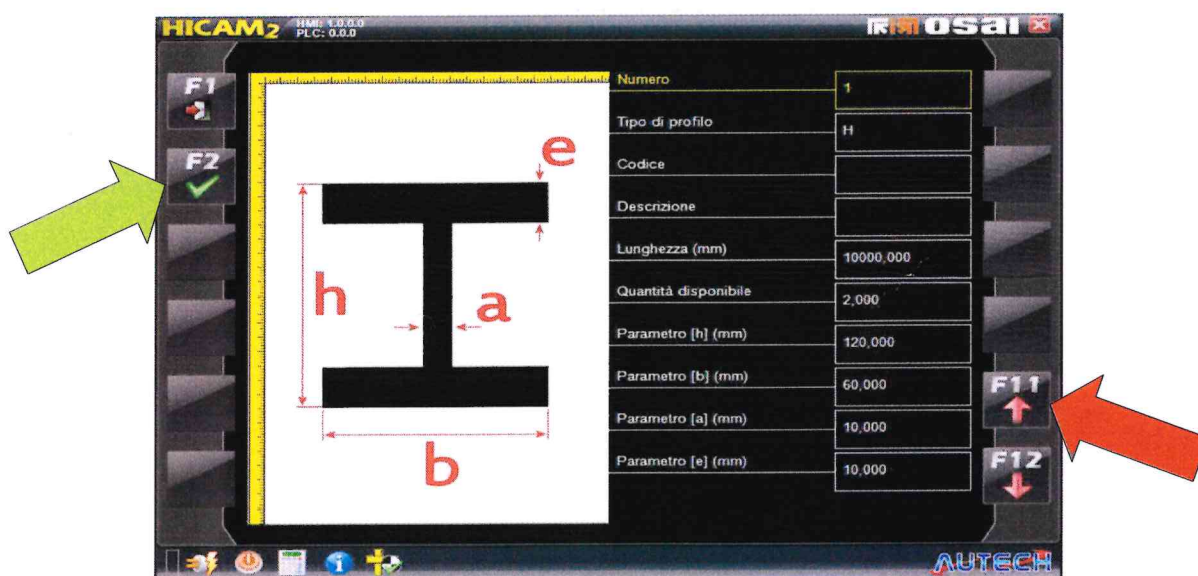 HICAM2 HMI: 1.0.0.0
PLC: 0.0.0
osai
F1
F2
e
h
a
b
Numero 1
Tipo di profilo H
Codice
Descrizione
Lunghezza (mm) 10000,000
Quantità disponibile 2,000
Parametro [h] (mm) 120,000
Parametro [b] (mm) 60,000
Parametro [a] (mm) 10,000
Parametro [e] (mm) 10,000
F11
F12
AUTECH